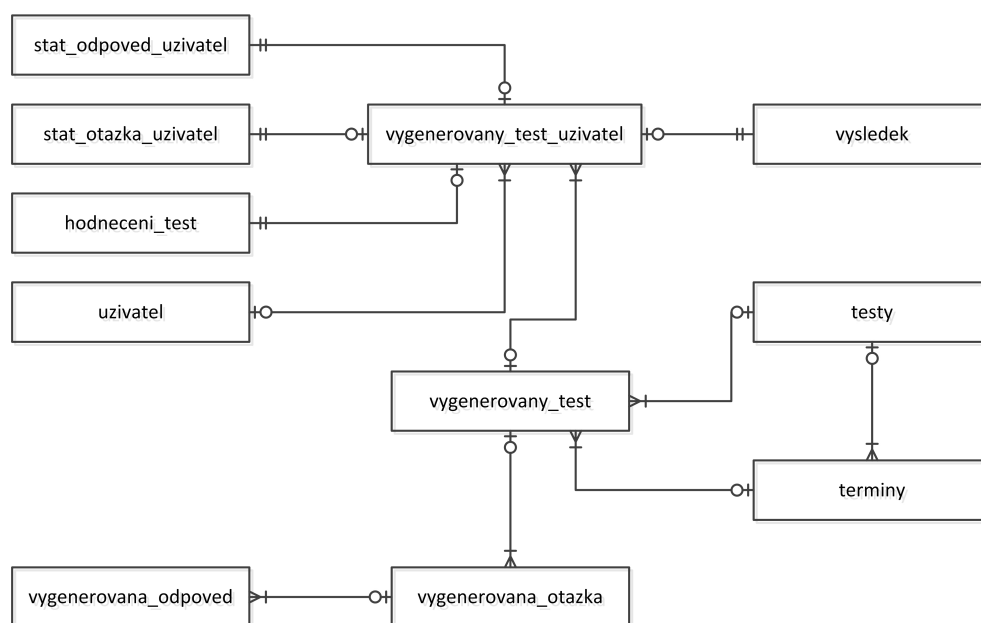 stat_odpoved_uzivatel
stat_otazka_uzivatel
vygenerovany_test_uzivatel
vysledek
hodneceni_test
uzivatel
testy
vygenerovany_test
terminy
vygenerovana_odpoved
vygenerovana_otazka